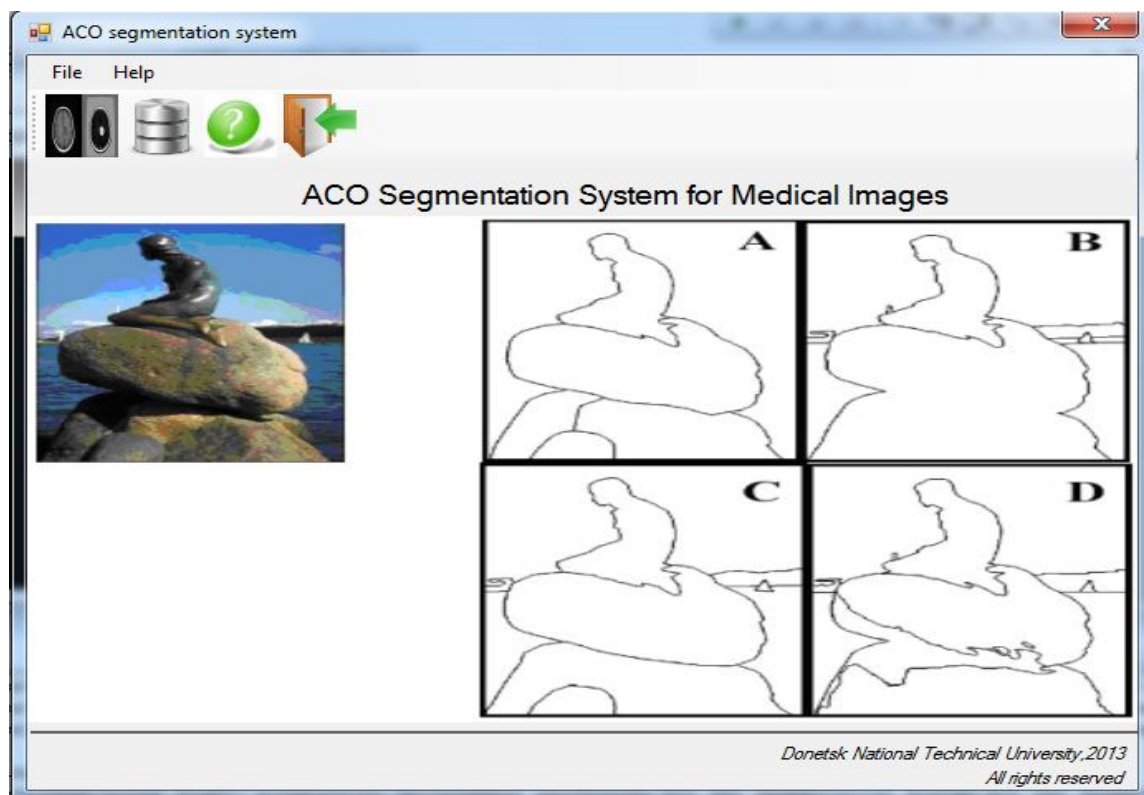 ACO segmentation system
File Help
ACO Segmentation System for Medical Images
A B
C D
Donetsk National Technical University,2013
All rights reserved